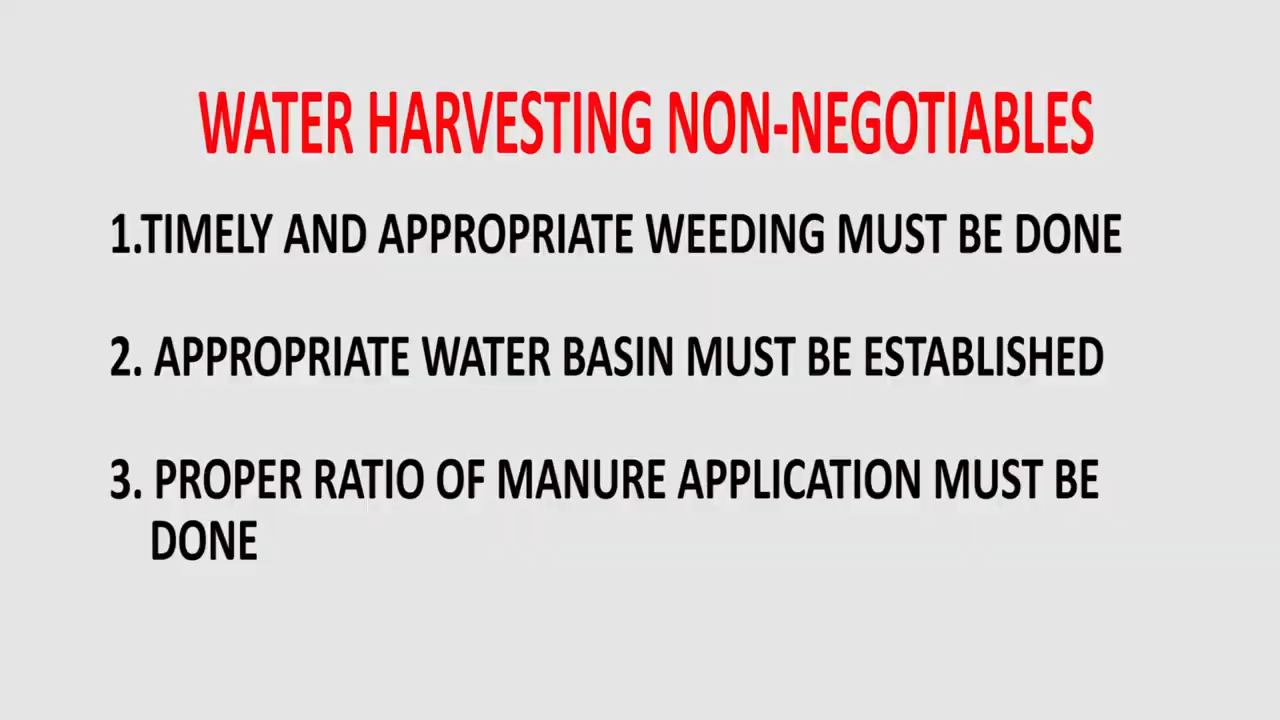 WATER HARVESTING NON-NEGOTIABLES
1.TIMELY AND APPROPRIATE WEEDING MUST BE DONE
2. APPROPRIATE WATER BASIN MUST BE ESTABLISHED
3. PROPER RATIO OF MANURE APPLICATION MUST BE
DONE